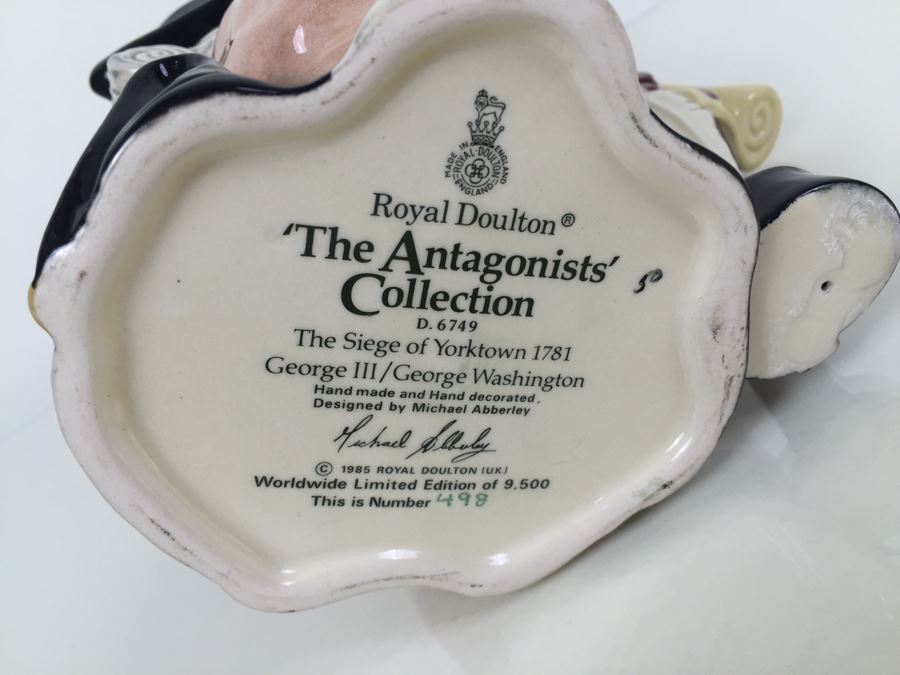 MADE IN ENGLAND
ROYAL DOULTON
ENGLAND
Royal Doulton®
'The Antagonists'
Collection
D. 6749
The Siege of Yorktown 1781
George III/George Washington
Hand made and Hand decorated.
Designed by Michael Abberley
Michael Abberley
© 1985 ROYAL DOULTON (UK)
Worldwide Limited Edition of 9,500
This is Number 498